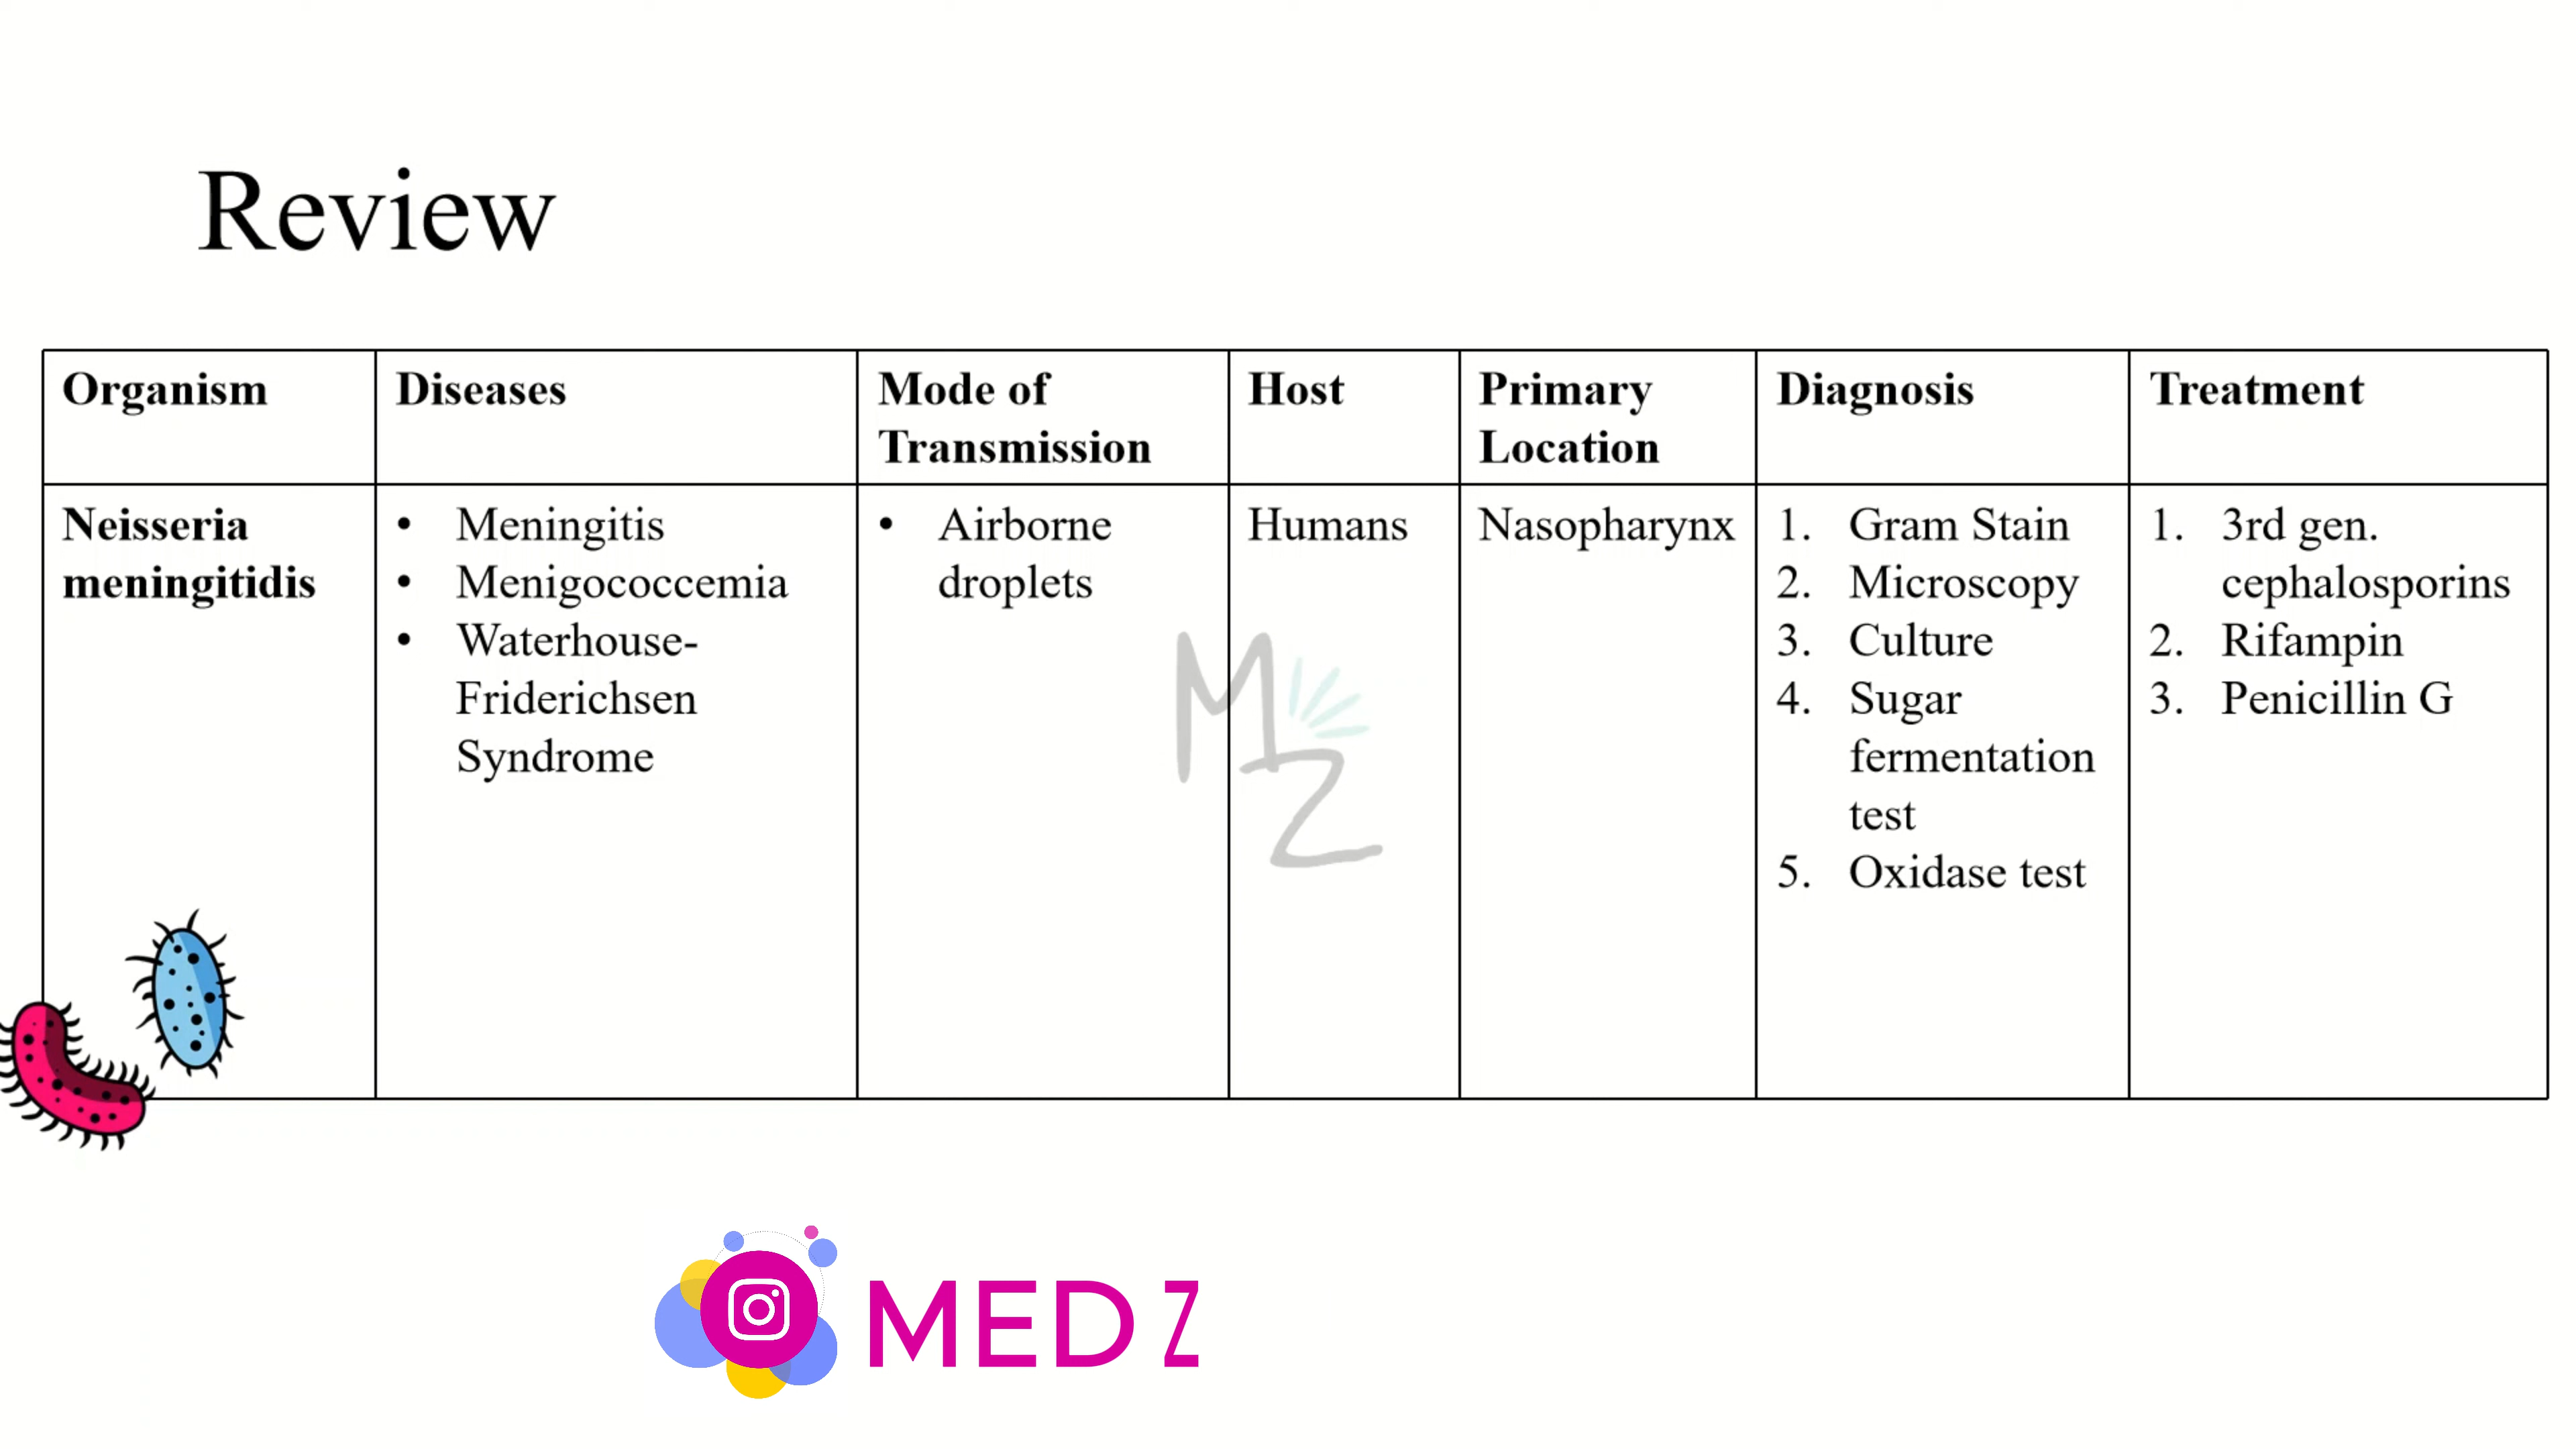 Review
Organism
Diseases
Mode of
Transmission
Host
Primary
Location
Diagnosis
Treatment
Neisseria
meningitidis
• Meningitis
• Menigococcemia
• Waterhouse-
Friderichsen
Syndrome
• Airborne
droplets
Humans
Nasopharynx
1. Gram Stain
2. Microscopy
3. Culture
4. Sugar
fermentation
test
5. Oxidase test
1. 3rd gen.
cephalosporins
2. Rifampin
3. Penicillin G
MZ
MED Z